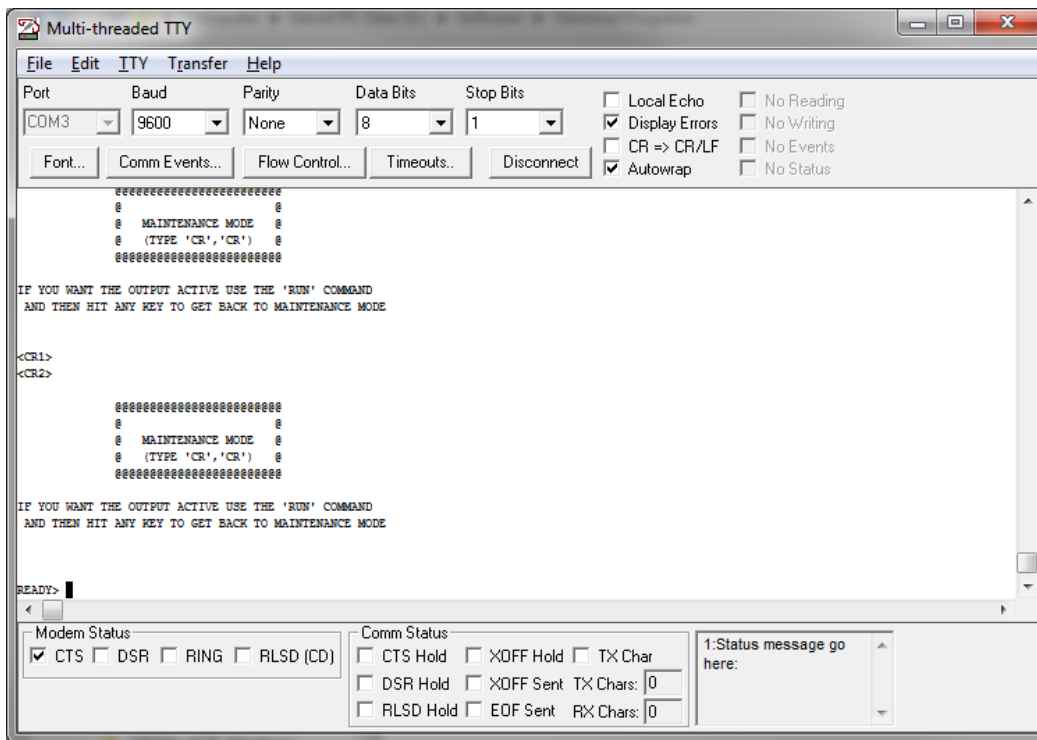 Multi-threaded TTY
File Edit TTY Transfer Help
Port Baud Parity Data Bits Stop Bits
COM3 9600 None 8 1
Local Echo No Reading
Display Errors No Writing
CR => CR/LF No Events
Autowrap No Status
Font... Comm Events... Flow Control... Timeouts.. Disconnect
@@@@@@@@@@@@@@@@@@@@@@@@
@ @
@ MAINTENANCE MODE @
@ (TYPE 'CR','CR') @
@@@@@@@@@@@@@@@@@@@@@@@@
IF YOU WANT THE OUTPUT ACTIVE USE THE 'RUN' COMMAND
AND THEN HIT ANY KEY TO GET BACK TO MAINTENANCE MODE
<CR1>
<CR2>
@@@@@@@@@@@@@@@@@@@@@@@@
@ @
@ MAINTENANCE MODE @
@ (TYPE 'CR','CR') @
@@@@@@@@@@@@@@@@@@@@@@@@
IF YOU WANT THE OUTPUT ACTIVE USE THE 'RUN' COMMAND
AND THEN HIT ANY KEY TO GET BACK TO MAINTENANCE MODE
READY>
Modem Status
CTS DSR RING RLSD (CD)
Comm Status
CTS Hold XOFF Hold TX Char
DSR Hold XOFF Sent TX Chars: 0
RLSD Hold EOF Sent RX Chars: 0
1:Status message go
here: